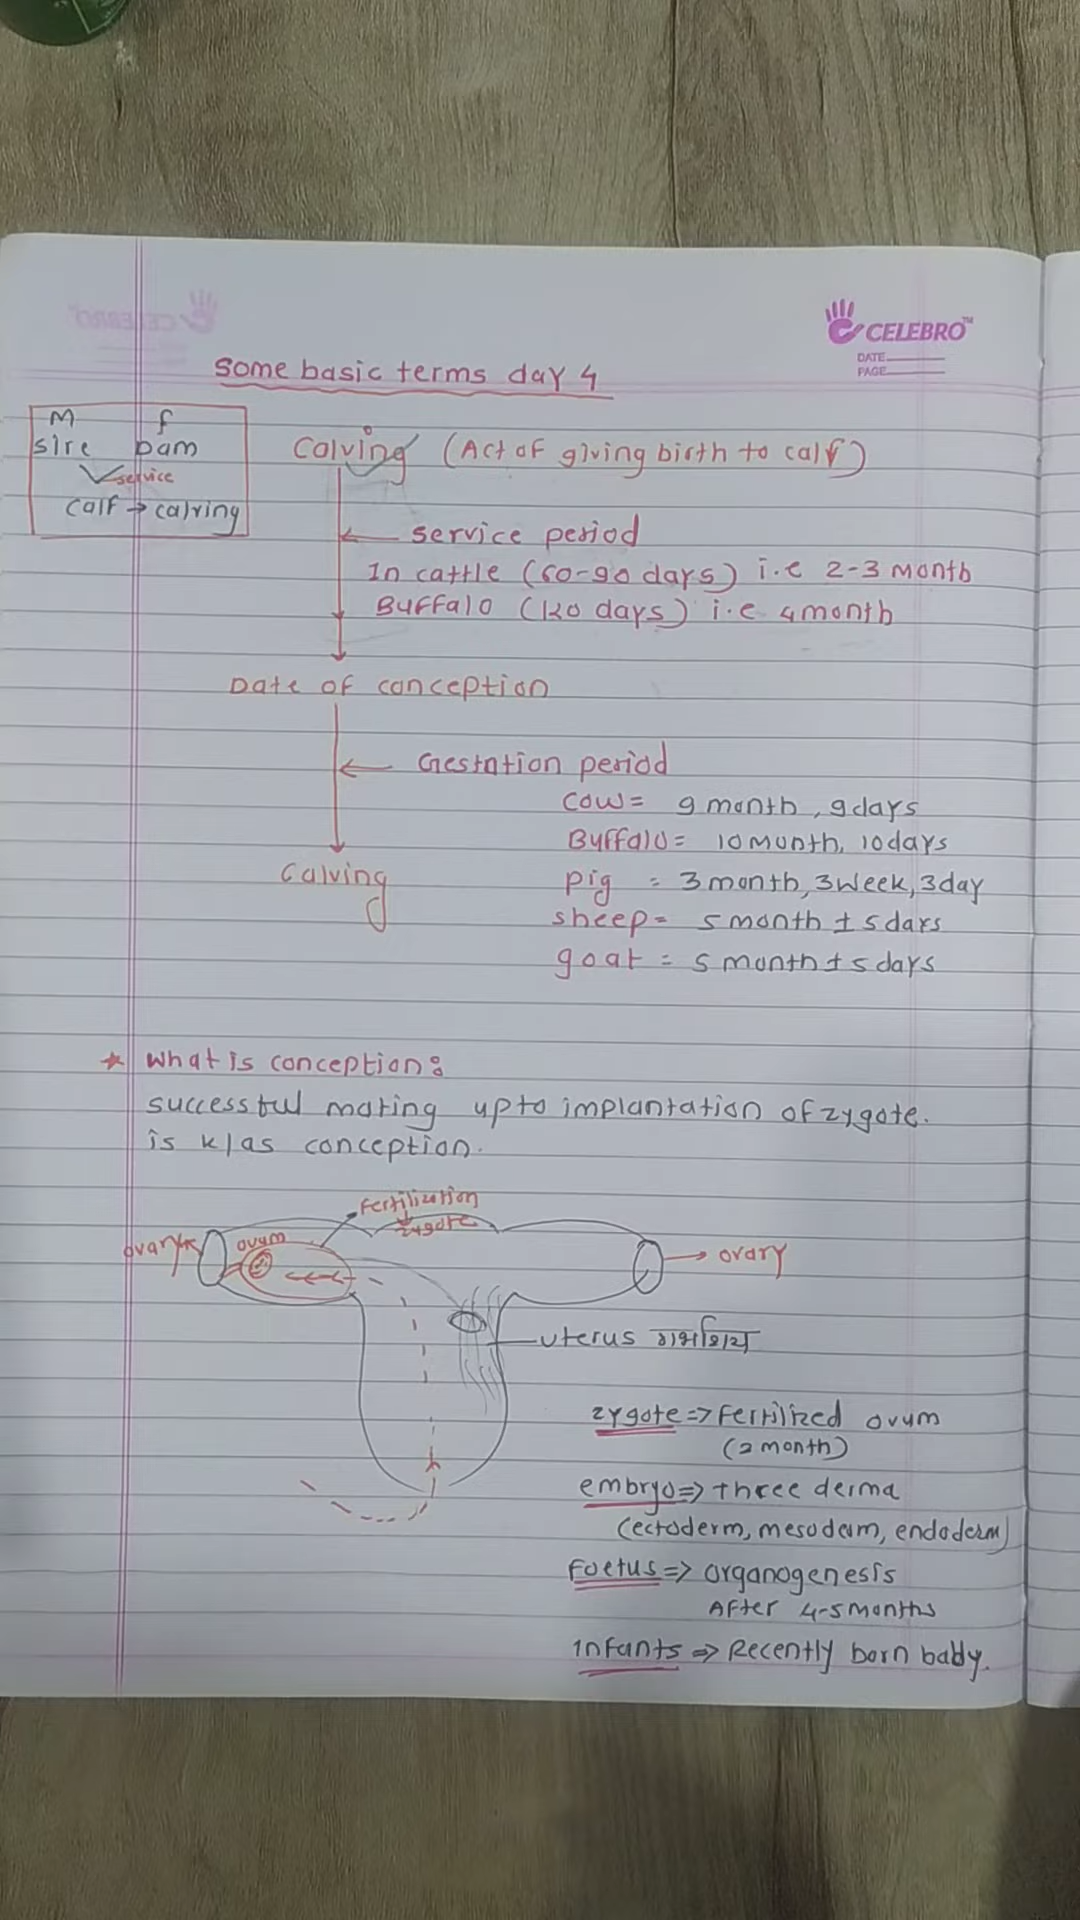 CELEBRO™
DATE
PAGE
Some basic terms day 4
M f
sire Dam
service
calf → calving
Calving (Act of giving birth to calf)
← service period
In cattle (60-90 days) i.e 2-3 month
Buffalo (120 days) i.e 4 month
Date of conception
← Gestation period
cow = 9 month, 9 days
Buffalo = 10 month, 10 days
Calving
pig = 3 month, 3 week, 3 day
sheep = 5 month ± 5 days
goat = 5 month ± 5 days
* What is conception:
successful mating upto implantation of zygote.
is k/as conception.
Fertilization
zygote
ovary
ovum
→ ovary
uterus गर्भाशय
zygote ⇒ Fertilized ovum
(2 month)
embryo ⇒ three derma
(ectoderm, mesoderm, endoderm)
Foetus ⇒ organogenesis
After 4-5 months
Infants ⇒ Recently born baby.